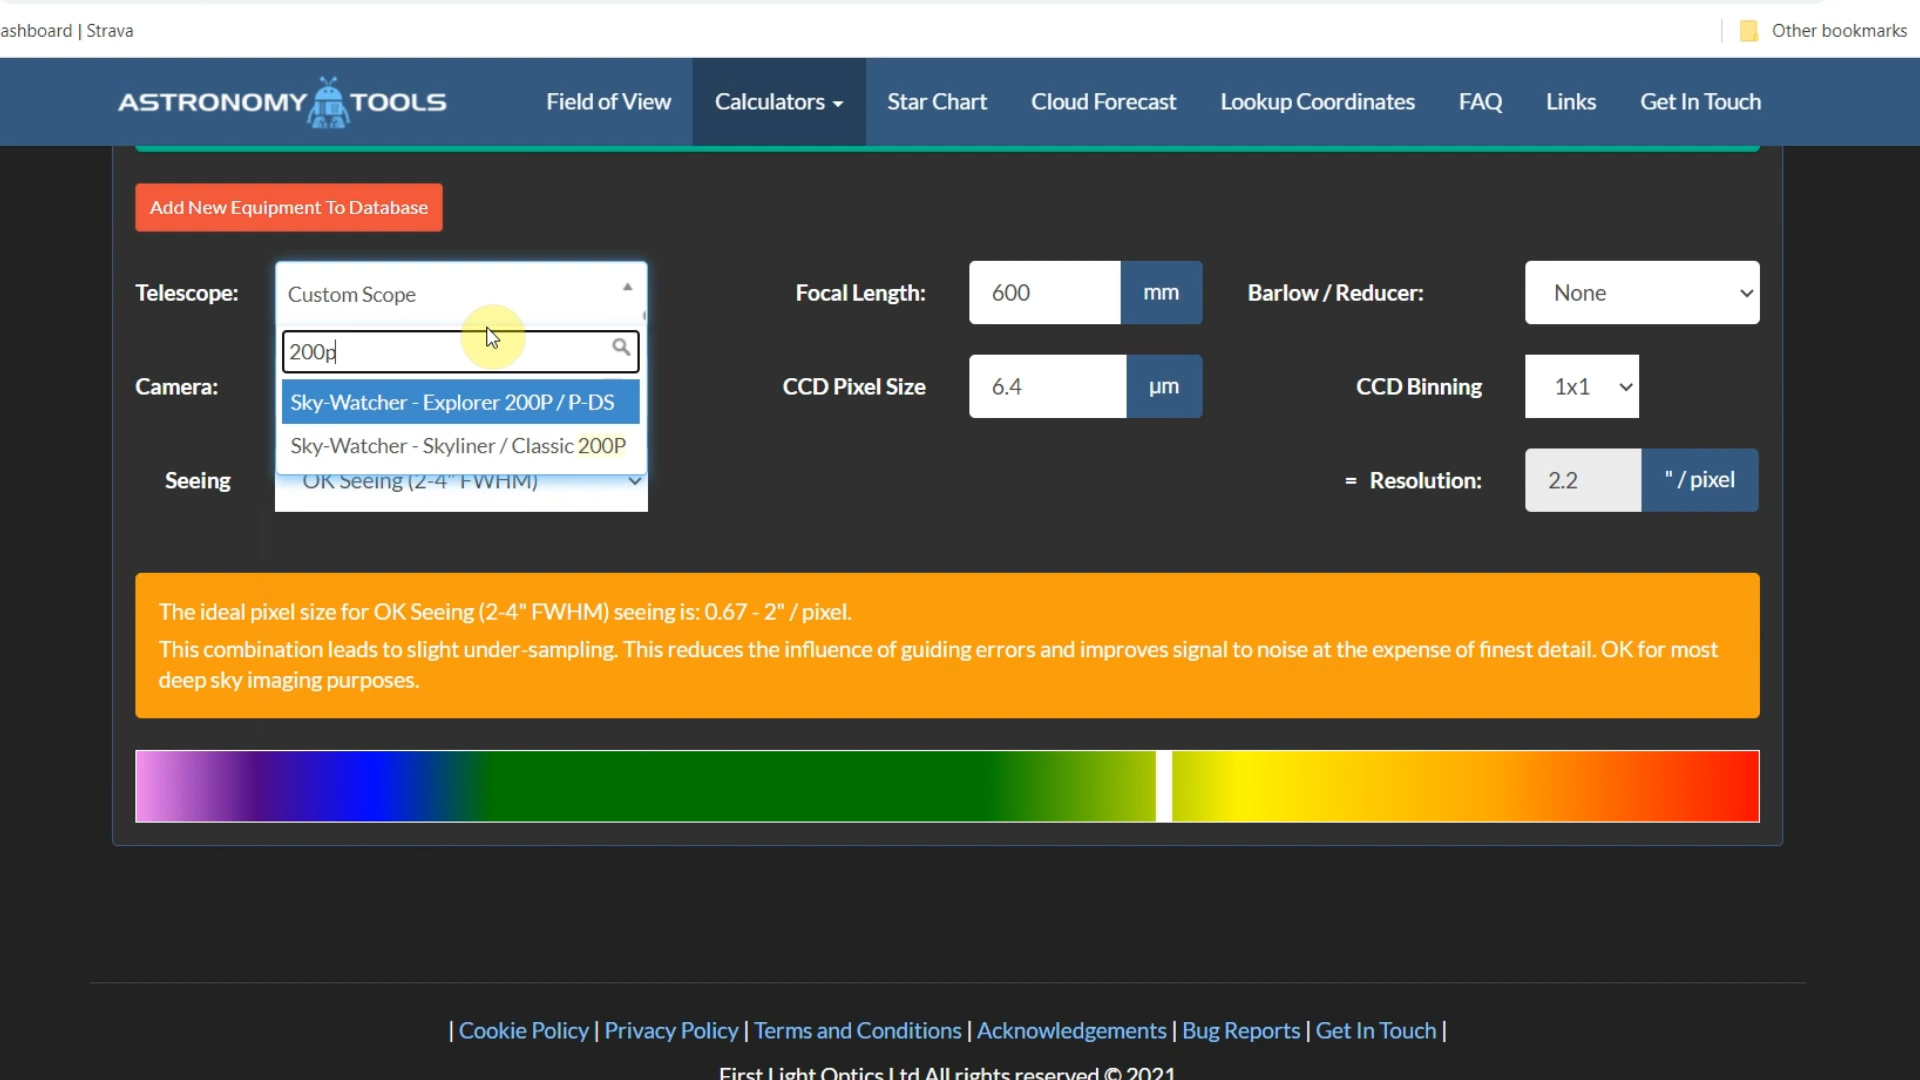 ashboard | Strava
Other bookmarks
ASTRONOMY TOOLS
Field of View
Calculators
Star Chart
Cloud Forecast
Lookup Coordinates
FAQ
Links
Get In Touch
Add New Equipment To Database
Telescope:
Custom Scope
Focal Length:
600
mm
Barlow / Reducer:
None
200p
Camera:
Sky-Watcher - Explorer 200P / P-DS
Sky-Watcher - Skyliner / Classic 200P
CCD Pixel Size
6.4
µm
CCD Binning
1x1
Seeing
OK Seeing (2-4" FWHM)
= Resolution:
2.2
" / pixel
The ideal pixel size for OK Seeing (2-4" FWHM) seeing is: 0.67 - 2" / pixel.
This combination leads to slight under-sampling. This reduces the influence of guiding errors and improves signal to noise at the expense of finest detail. OK for most
deep sky imaging purposes.
| Cookie Policy | Privacy Policy | Terms and Conditions | Acknowledgements | Bug Reports | Get In Touch |
First Light Optics Ltd All rights reserved © 2021